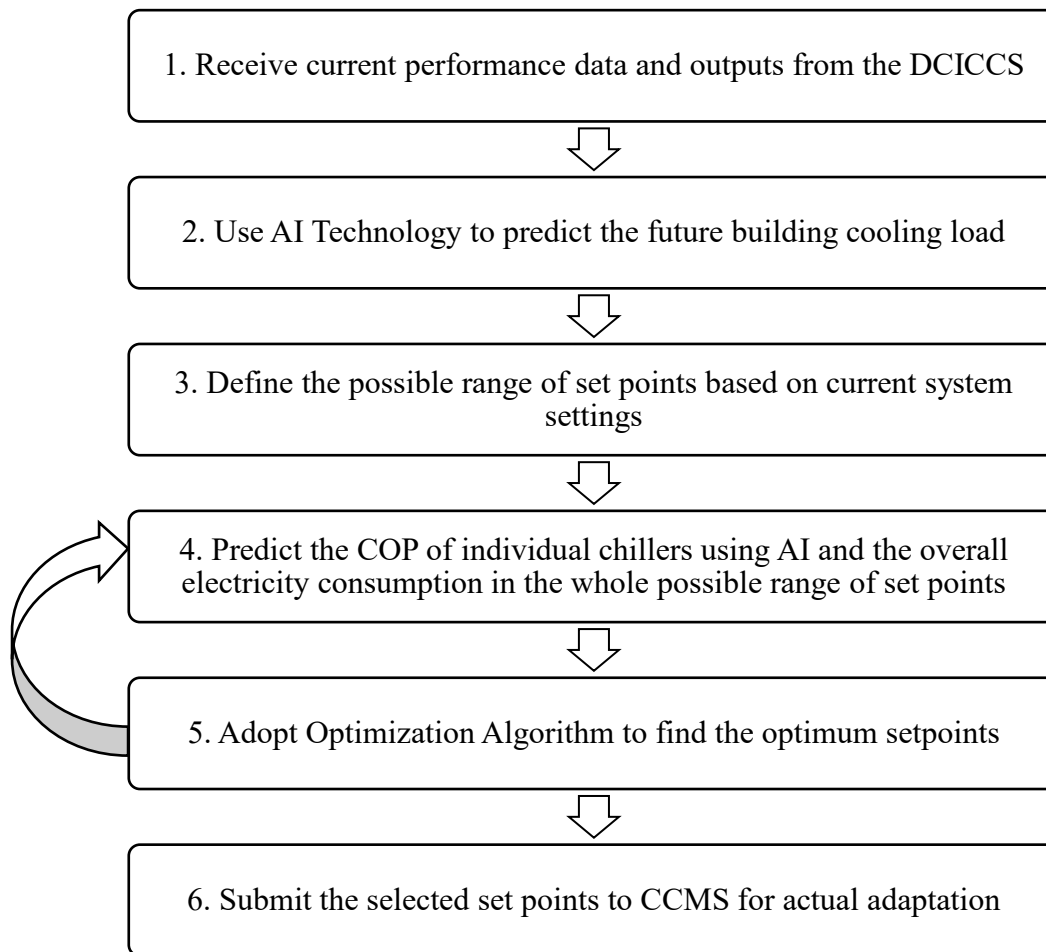 1. Receive current performance data and outputs from the DCICCS
2. Use AI Technology to predict the future building cooling load
3. Define the possible range of set points based on current system
settings
4. Predict the COP of individual chillers using AI and the overall
electricity consumption in the whole possible range of set points
5. Adopt Optimization Algorithm to find the optimum setpoints
6. Submit the selected set points to CCMS for actual adaptation